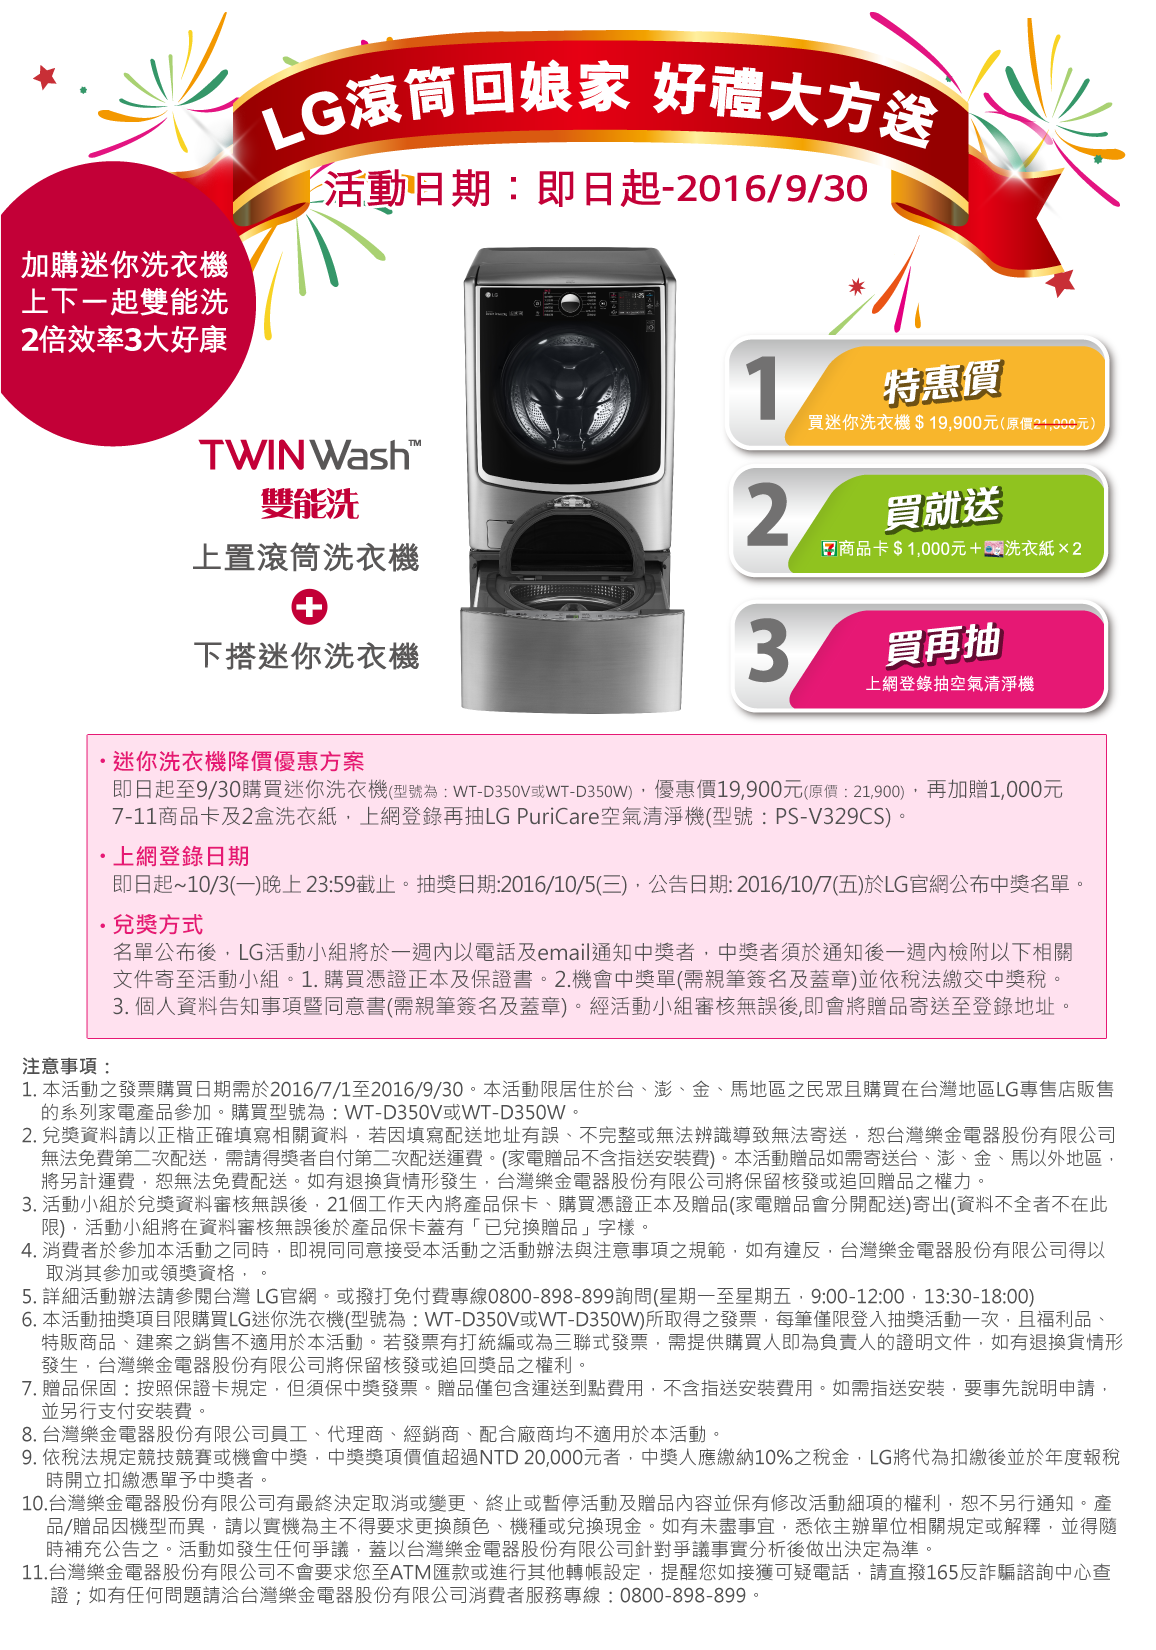 LG滾筒回娘家 好禮大方送
活動日期：即日起-2016/9/30
加購迷你洗衣機
上下一起雙能洗
2倍效率3大好康
TWINWash™
雙能洗
上置滾筒洗衣機
+
下搭迷你洗衣機
LG
11:25
1
特惠價
買迷你洗衣機＄19,900元(原價21,900元)
2
買就送
7商品卡＄1,000元＋洗衣紙×2
3
買再抽
上網登錄抽空氣清淨機
・迷你洗衣機降價優惠方案
即日起至9/30購買迷你洗衣機(型號為：WT-D350V或WT-D350W)，優惠價19,900元(原價：21,900)，再加贈1,000元
7-11商品卡及2盒洗衣紙，上網登錄再抽LG PuriCare空氣清淨機(型號：PS-V329CS)。
・上網登錄日期
即日起~10/3(一)晚上 23:59截止。抽獎日期:2016/10/5(三)，公告日期: 2016/10/7(五)於LG官網公布中獎名單。
・兌獎方式
名單公布後，LG活動小組將於一週內以電話及email通知中獎者，中獎者須於通知後一週內檢附以下相關
文件寄至活動小組。1. 購買憑證正本及保證書。2.機會中獎單(需親筆簽名及蓋章)並依稅法繳交中獎稅。
3. 個人資料告知事項暨同意書(需親筆簽名及蓋章)。經活動小組審核無誤後,即會將贈品寄送至登錄地址。
注意事項：
1. 本活動之發票購買日期需於2016/7/1至2016/9/30。本活動限居住於台、澎、金、馬地區之民眾且購買在台灣地區LG專售店販售
的系列家電產品參加。購買型號為：WT-D350V或WT-D350W。
2. 兌獎資料請以正楷正確填寫相關資料，若因填寫配送地址有誤、不完整或無法辨識導致無法寄送，恕台灣樂金電器股份有限公司
無法免費第二次配送，需請得獎者自付第二次配送運費。(家電贈品不含指送安裝費)。本活動贈品如需寄送台、澎、金、馬以外地區，
將另計運費，恕無法免費配送。如有退換貨情形發生，台灣樂金電器股份有限公司將保留核發或追回贈品之權力。
3. 活動小組於兌獎資料審核無誤後，21個工作天內將產品保卡、購買憑證正本及贈品(家電贈品會分開配送)寄出(資料不全者不在此
限)，活動小組將在資料審核無誤後於產品保卡蓋有「已兌換贈品」字樣。
4. 消費者於參加本活動之同時，即視同同意接受本活動之活動辦法與注意事項之規範，如有違反，台灣樂金電器股份有限公司得以
取消其參加或領獎資格，。
5. 詳細活動辦法請參閱台灣 LG官網。或撥打免付費專線0800-898-899詢問(星期一至星期五，9:00-12:00，13:30-18:00)
6. 本活動抽獎項目限購買LG迷你洗衣機(型號為：WT-D350V或WT-D350W)所取得之發票，每筆僅限登入抽獎活動一次，且福利品、
特販商品、建案之銷售不適用於本活動。若發票有打統編或為三聯式發票，需提供購買人即為負責人的證明文件，如有退換貨情形
發生，台灣樂金電器股份有限公司將保留核發或追回獎品之權利。
7. 贈品保固：按照保證卡規定，但須保中獎發票。贈品僅包含運送到點費用，不含指送安裝費用。如需指送安裝，要事先說明申請，
並另行支付安裝費。
8. 台灣樂金電器股份有限公司員工、代理商、經銷商、配合廠商均不適用於本活動。
9. 依稅法規定競技競賽或機會中獎，中獎獎項價值超過NTD 20,000元者，中獎人應繳納10%之稅金，LG將代為扣繳後並於年度報稅
時開立扣繳憑單予中獎者。
10.台灣樂金電器股份有限公司有最終決定取消或變更、終止或暫停活動及贈品內容並保有修改活動細項的權利，恕不另行通知。產
品/贈品因機型而異，請以實機為主不得要求更換顏色、機種或兌換現金。如有未盡事宜，悉依主辦單位相關規定或解釋，並得隨
時補充公告之。活動如發生任何爭議，蓋以台灣樂金電器股份有限公司針對爭議事實分析後做出決定為準。
11.台灣樂金電器股份有限公司不會要求您至ATM匯款或進行其他轉帳設定，提醒您如接獲可疑電話，請直撥165反詐騙諮詢中心查
證；如有任何問題請洽台灣樂金電器股份有限公司消費者服務專線：0800-898-899。